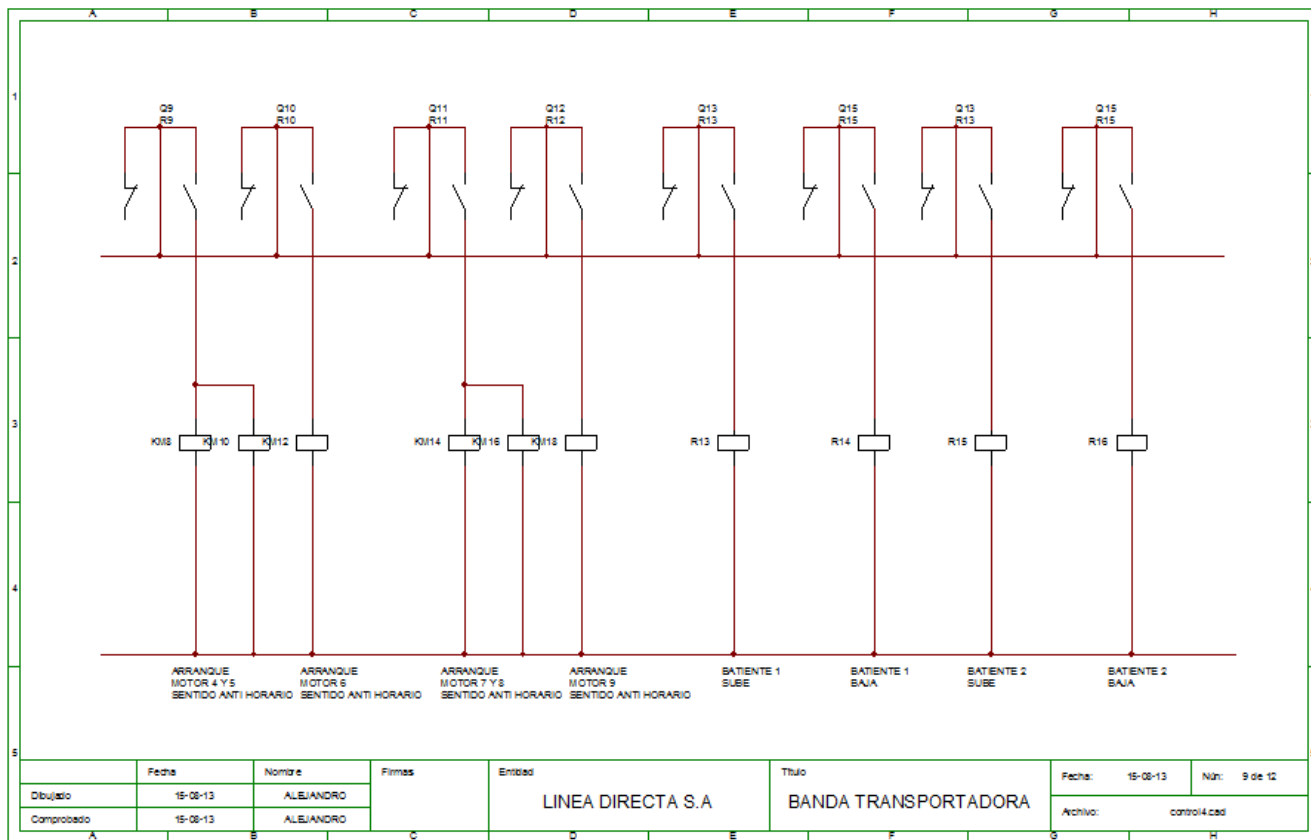 A B C D E F G H
1
Q9 Q10 Q11 Q12 Q13 Q15 Q13 Q15
R9 R10 R11 R12 R13 R15 R13 R15
2
3
KM8 KM10 KM12 KM14 KM16 KM18 R13 R14 R15 R16
4
ARRANQUE
MOTOR 4 Y 5
SENTIDO ANTI HORARIO
ARRANQUE
MOTOR 6
SENTIDO ANTI HORARIO
ARRANQUE
MOTOR 7 Y 8
SENTIDO ANTI HORARIO
ARRANQUE
MOTOR 9
SENTIDO ANTI HORARIO
BATIENTE 1
SUBE
BATIENTE 1
BAJA
BATIENTE 2
SUBE
BATIENTE 2
BAJA
5
Fecha Nombre Firmas Entidad Título
Dibujado 15-08-13 ALEJANDRO
Comprobado 15-08-13 ALEJANDRO
LINEA DIRECTA S.A
BANDA TRANSPORTADORA
Fecha: 15-08-13 Núm: 9 de 12
Archivo: control4.cad
A B C D E F G H